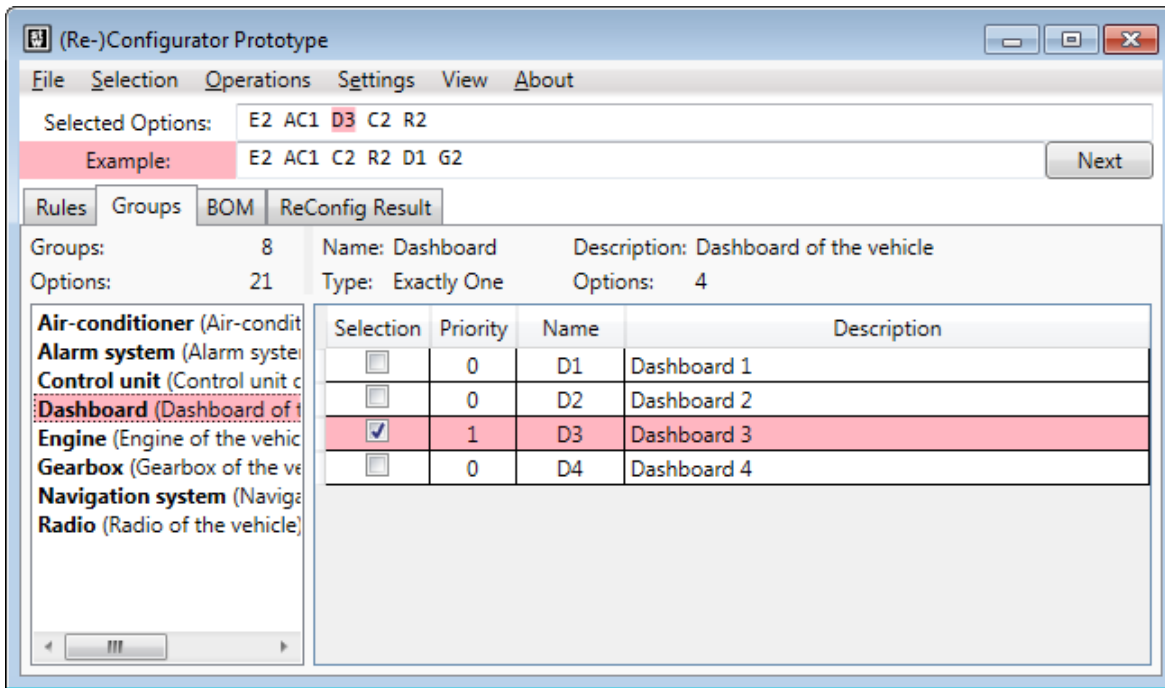 (Re-)Configurator Prototype
File Selection Operations Settings View About
Selected Options: E2 AC1 D3 C2 R2
Example: E2 AC1 C2 R2 D1 G2 Next
Rules Groups BOM ReConfig Result
Groups: 8 Name: Dashboard Description: Dashboard of the vehicle
Options: 21 Type: Exactly One Options: 4
Air-conditioner (Air-condit
Alarm system (Alarm syste
Control unit (Control unit c
Dashboard (Dashboard of t
Engine (Engine of the vehic
Gearbox (Gearbox of the ve
Navigation system (Naviga
Radio (Radio of the vehicle)
Selection Priority Name Description
0 D1 Dashboard 1
0 D2 Dashboard 2
1 D3 Dashboard 3
0 D4 Dashboard 4